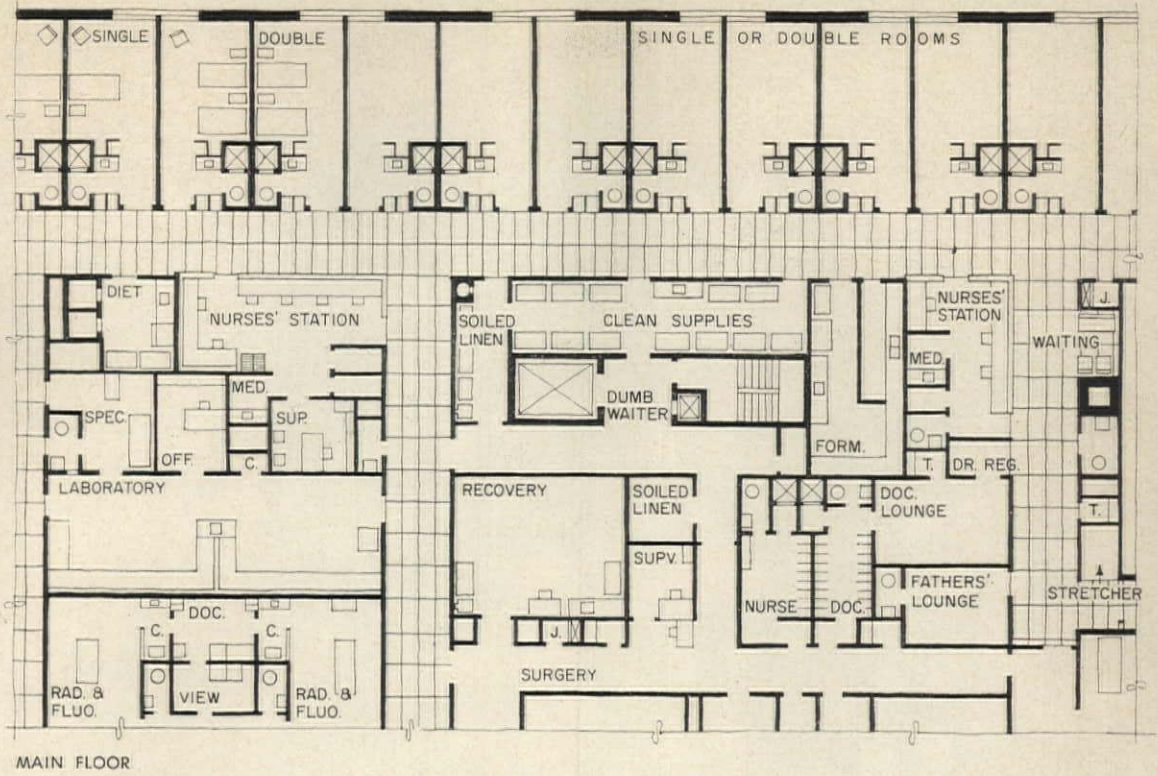 SINGLE
DOUBLE
SINGLE OR DOUBLE ROOMS
DIET
NURSES' STATION
SOILED
LINEN
CLEAN SUPPLIES
NURSES'
STATION
J.
WAITING
MED.
DUMB
WAITER
MED.
SPEC.
OFF.
C.
SUP.
FORM.
T.
DR. REG.
LABORATORY
RECOVERY
SOILED
LINEN
DOC.
LOUNGE
T.
SUPV.
NURSE
DOC.
FATHERS'
LOUNGE
STRETCHER
DOC.
C.
C.
J.
SURGERY
RAD. &
FLUO.
VIEW
RAD. &
FLUO.
MAIN FLOOR